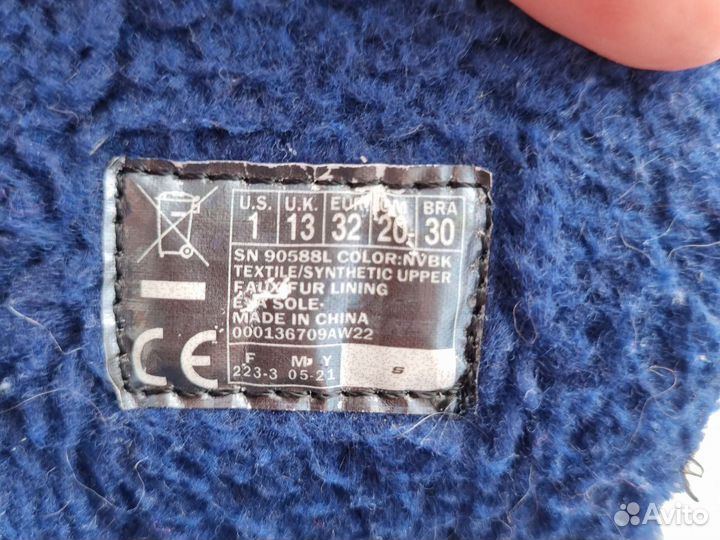 U.S. U.K. EUR CM BRA
1 13 32 20 30
SN 90588L COLOR:NVBK
TEXTILE/SYNTHETIC UPPER
FAUX FUR LINING
EVA SOLE
MADE IN CHINA
000136709AW22
F M Y
223-3 05-21
S
CE
Avito